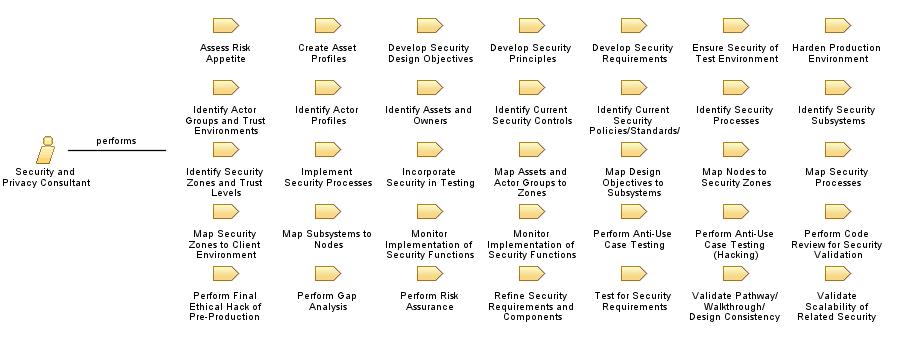 Assess Risk
Appetite
Create Asset
Profiles
Develop Security
Design Objectives
Develop Security
Principles
Develop Security
Requirements
Ensure Security of
Test Environment
Harden Production
Environment
Identify Actor
Groups and Trust
Environments
Identify Actor
Profiles
Identify Assets and
Owners
Identify Current
Security Controls
Identify Current
Security
Policies/Standards/
Identify Security
Processes
Identify Security
Subsystems
performs
Security and
Privacy Consultant
Identify Security
Zones and Trust
Levels
Implement
Security Processes
Incorporate
Security in Testing
Map Assets and
Actor Groups to
Zones
Map Design
Objectives to
Subsystems
Map Nodes to
Security Zones
Map Security
Processes
Map Security
Zones to Client
Environment
Map Subsystems to
Nodes
Monitor
Implementation of
Security Functions
Monitor
Implementation of
Security Functions
Perform Anti-Use
Case Testing
Perform Anti-Use
Case Testing
(Hacking)
Perform Code
Review for Security
Validation
Perform Final
Ethical Hack of
Pre-Production
Perform Gap
Analysis
Perform Risk
Assurance
Refine Security
Requirements and
Components
Test for Security
Requirements
Validate Pathway/
Walkthrough/
Design Consistency
Validate
Scalability of
Related Security